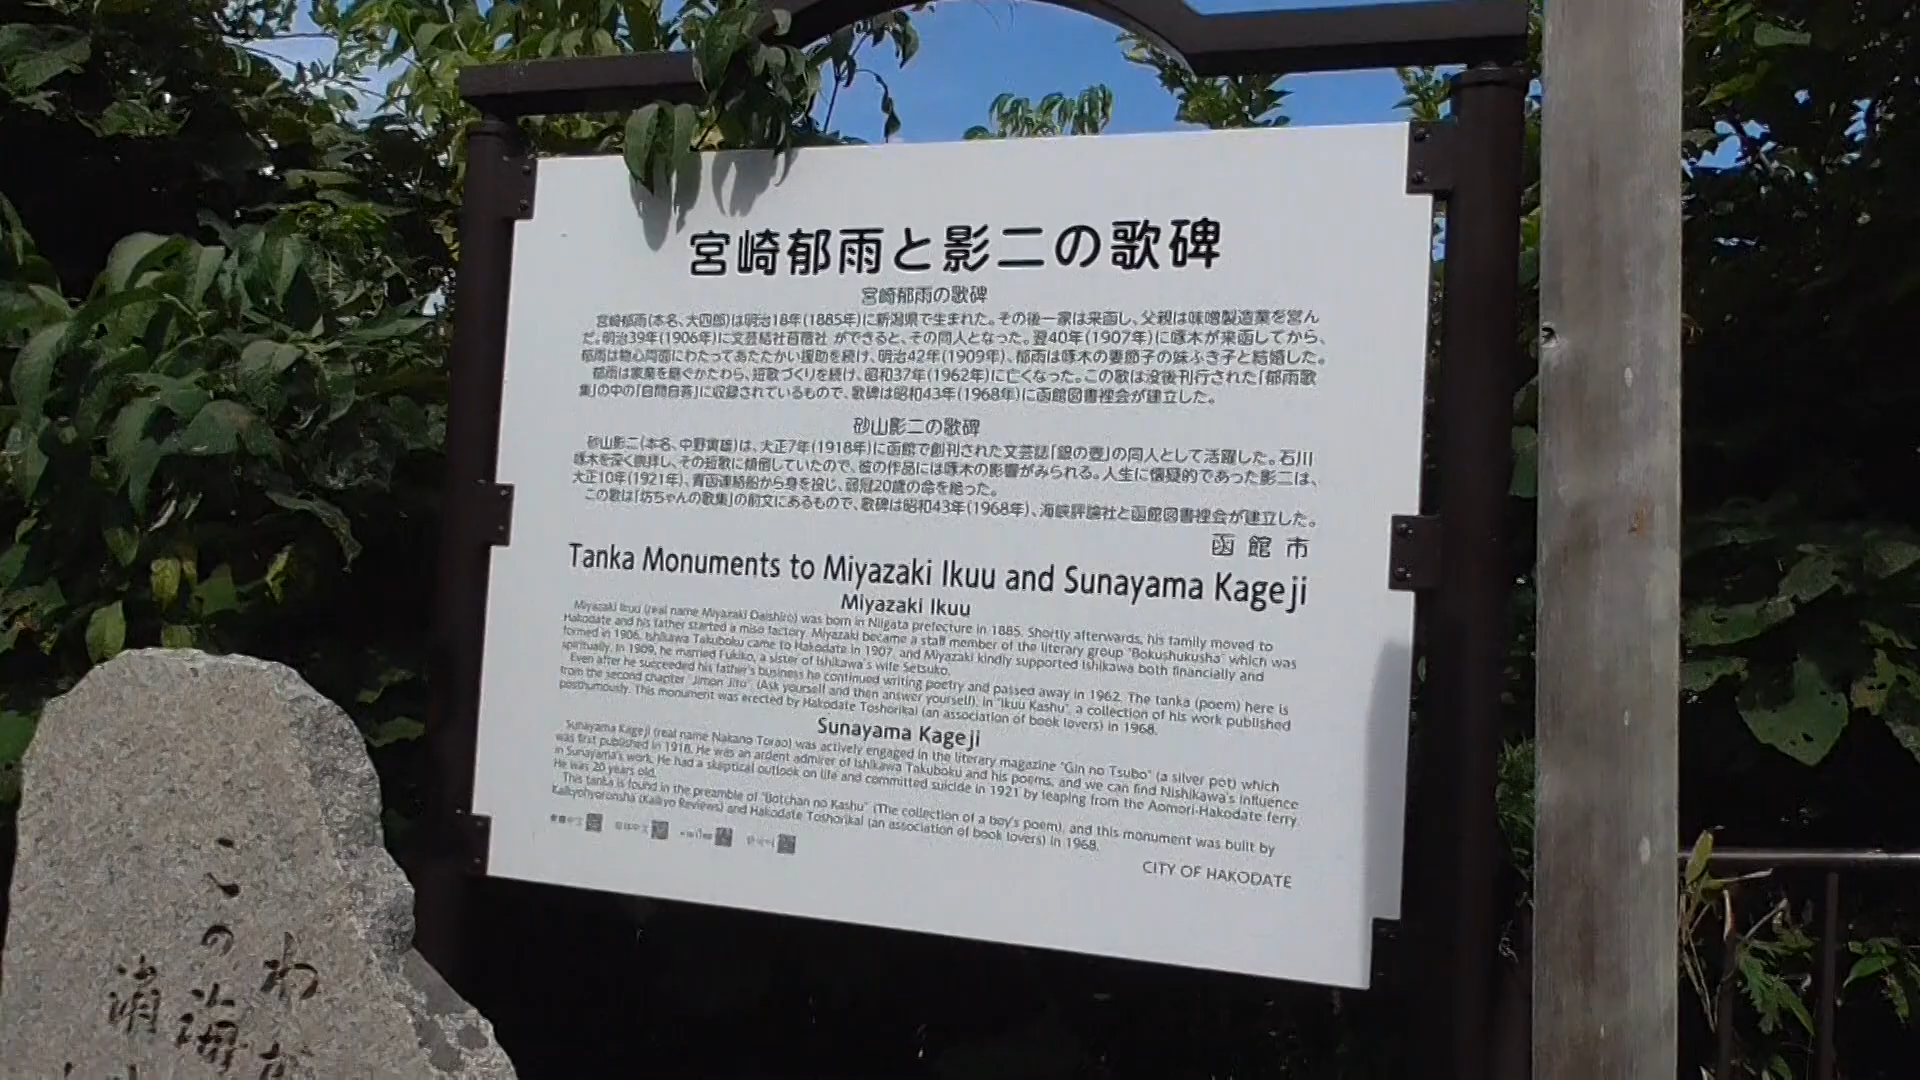 宮崎郁雨と影二の歌碑
宮崎郁雨の歌碑
宮崎郁雨(本名、大四郎)は明治18年(1885年)に新潟県で生まれた。その後一家は来函し、父親は味噌製造業を営ん
だ。明治39年(1906年)に文芸結社苜蓿社 ができると、その同人となった。翌40年(1907年)に啄木が来函してから、
郁雨は物心両面にわたってあたたかい援助を続け、明治42年(1909年)、郁雨は啄木の妻節子の妹ふき子と結婚した。
郁雨は家業を継ぐかたわら、短歌づくりを続け、昭和37年(1962年)に亡くなった。この歌は没後刊行された「郁雨歌
集」の中の「自問自答」に収録されているもので、歌碑は昭和43年(1968年)に函館図書裡会が建立した。
砂山影二の歌碑
砂山影二(本名、中野寅雄)は、大正7年(1918年)に函館で創刊された文芸誌「銀の壺」の同人として活躍した。石川
啄木を深く崇拝し、その短歌に傾倒していたので、彼の作品には啄木の影響がみられる。人生に懐疑的であった影二は、
大正10年(1921年)、青函連絡船から身を投じ、弱冠20歳の命を絶った。
この歌は「坊ちゃんの歌集」の前文にあるもので、歌碑は昭和43年(1968年)、海峡評論社と函館図書裡会が建立した。
函館市
Tanka Monuments to Miyazaki Ikuu and Sunayama Kageji
Miyazaki Ikuu
Miyazaki Ikuu (real name Miyazaki Daishiro) was born in Niigata prefecture in 1885. Shortly afterwards, his family moved to
Hakodate and his father started a miso factory. Miyazaki became a staff member of the literary group "Bokushukusha" which was
formed in 1906. Ishikawa Takuboku came to Hakodate in 1907, and Miyazaki kindly supported Ishikawa both financially and
spiritually. In 1909, he married Fukiko, a sister of Ishikawa's wife Setsuko.
Even after he succeeded his father's business he continued writing poetry and passed away in 1962. The tanka (poem) here is
from the second chapter "Jimon Jito" (Ask yourself and then answer yourself), in "Ikuu Kashu", a collection of his work published
posthumously. This monument was erected by Hakodate Toshorikai (an association of book lovers) in 1968.
Sunayama Kageji
Sunayama Kageji (real name Nakano Torao) was actively engaged in the literary magazine "Gin no Tsubo" (a silver pot) which
was first published in 1918. He was an ardent admirer of Ishikawa Takuboku and his poems, and we can find Nishikawa's influence
in Sunayama's work. He had a skeptical outlook on life and committed suicide in 1921 by leaping from the Aomori-Hakodate ferry.
He was 20 years old.
This tanka is found in the preamble of "Botchan no Kashu" (The collection of a boy's poem), and this monument was built by
Kaikyohyoronsha (Kaikyo Reviews) and Hakodate Toshorikai (an association of book lovers) in 1968.
CITY OF HAKODATE
わが
この海